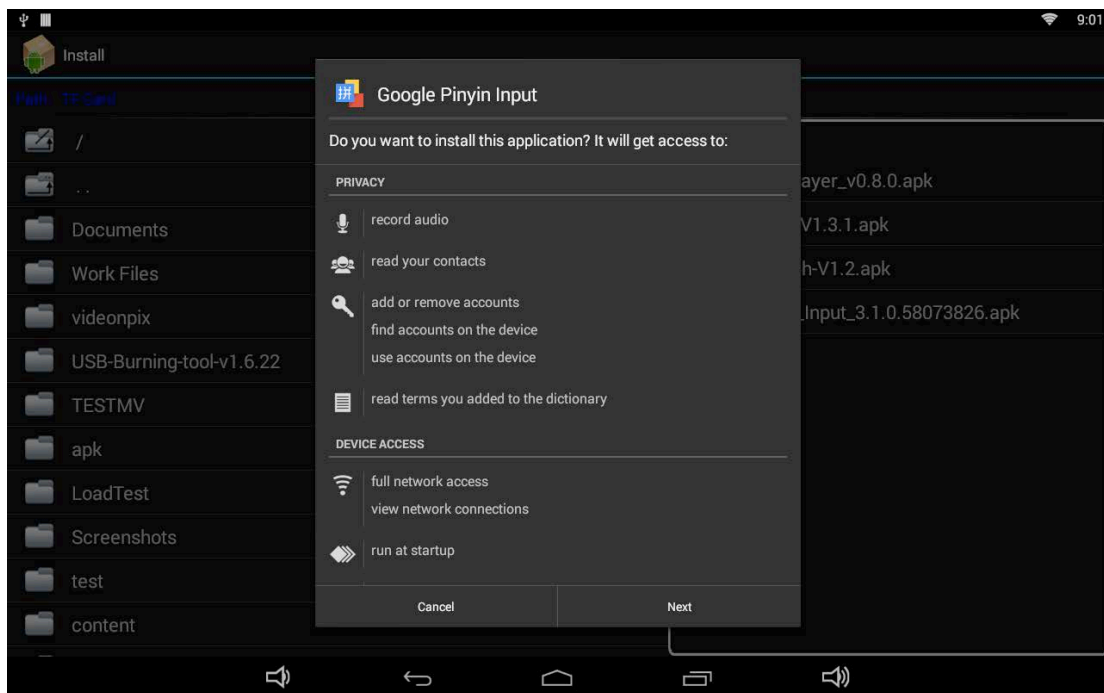 9:01
Install
Path: TF Card
Google Pinyin Input
Do you want to install this application? It will get access to:
PRIVACY
record audio
read your contacts
add or remove accounts
find accounts on the device
use accounts on the device
read terms you added to the dictionary
DEVICE ACCESS
full network access
view network connections
run at startup
Cancel
Next
/
..
Documents
Work Files
videonpix
USB-Burning-tool-v1.6.22
TESTMV
apk
LoadTest
Screenshots
test
content
ayer_v0.8.0.apk
V1.3.1.apk
h-V1.2.apk
_Input_3.1.0.58073826.apk
拼